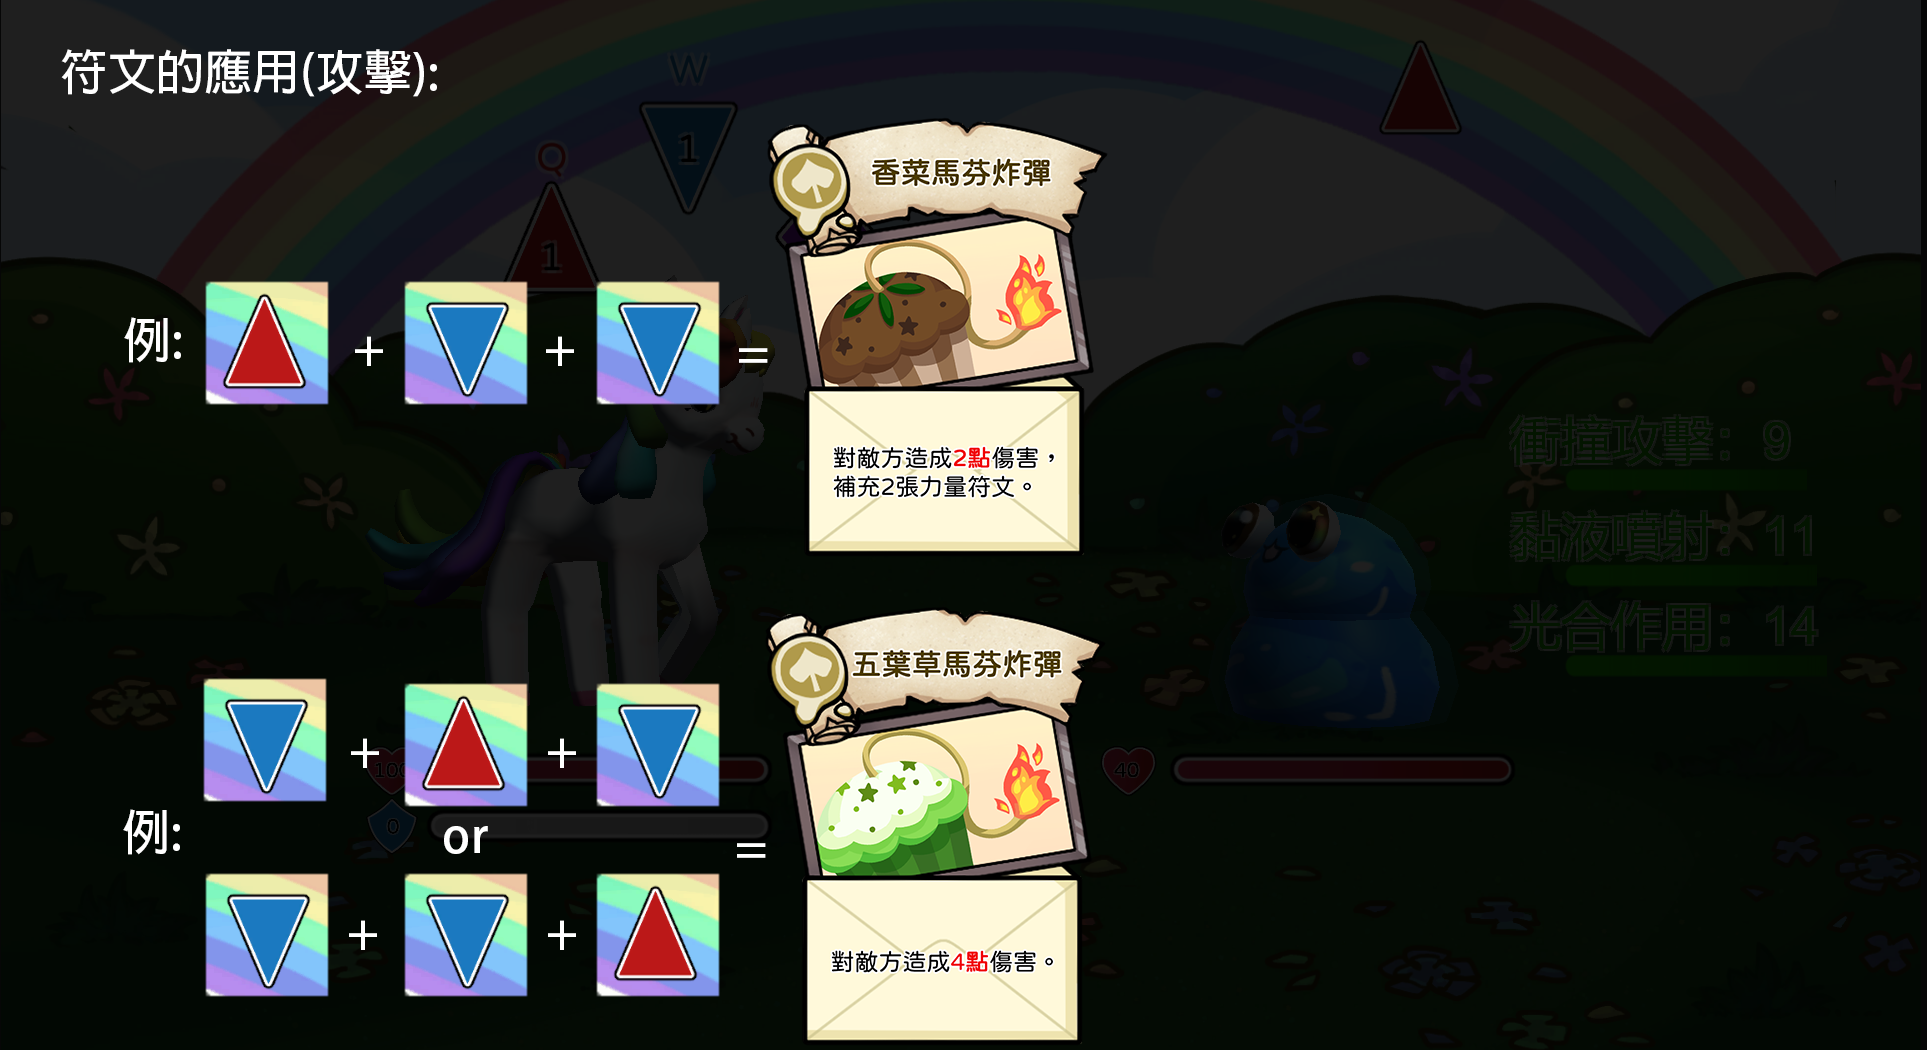 符文的應用(攻擊):
W
1
Q
1
例:
+
+
=
香菜馬芬炸彈
對敵方造成2點傷害，
補充2張力量符文。
衝撞攻擊: 9
黏液噴射: 11
光合作用: 14
+
+
100
40
例:
0
or
=
+
+
五葉草馬芬炸彈
對敵方造成4點傷害。